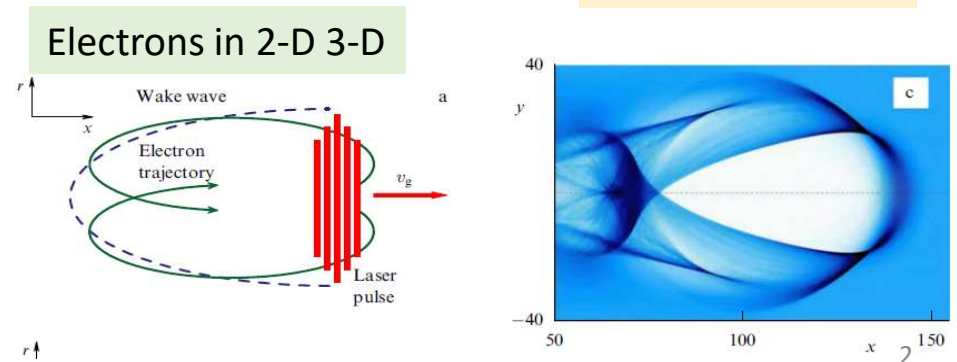 Electrons in 2-D 3-D
r
x
Wake wave
a
Electron
trajectory
v_g
Laser
pulse
r
40
y
c
−40
50
100
x
150
2